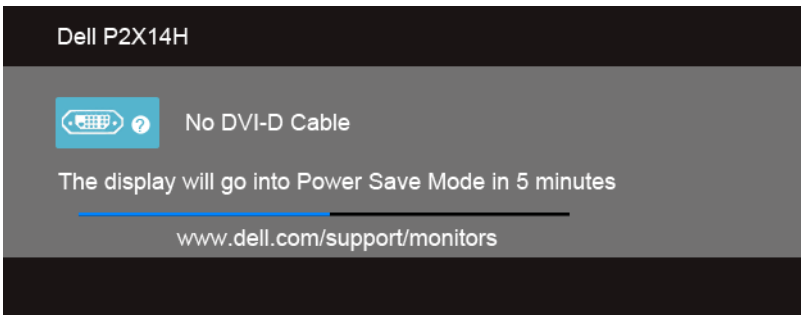 Dell P2X14H
No DVI-D Cable
The display will go into Power Save Mode in 5 minutes
www.dell.com/support/monitors